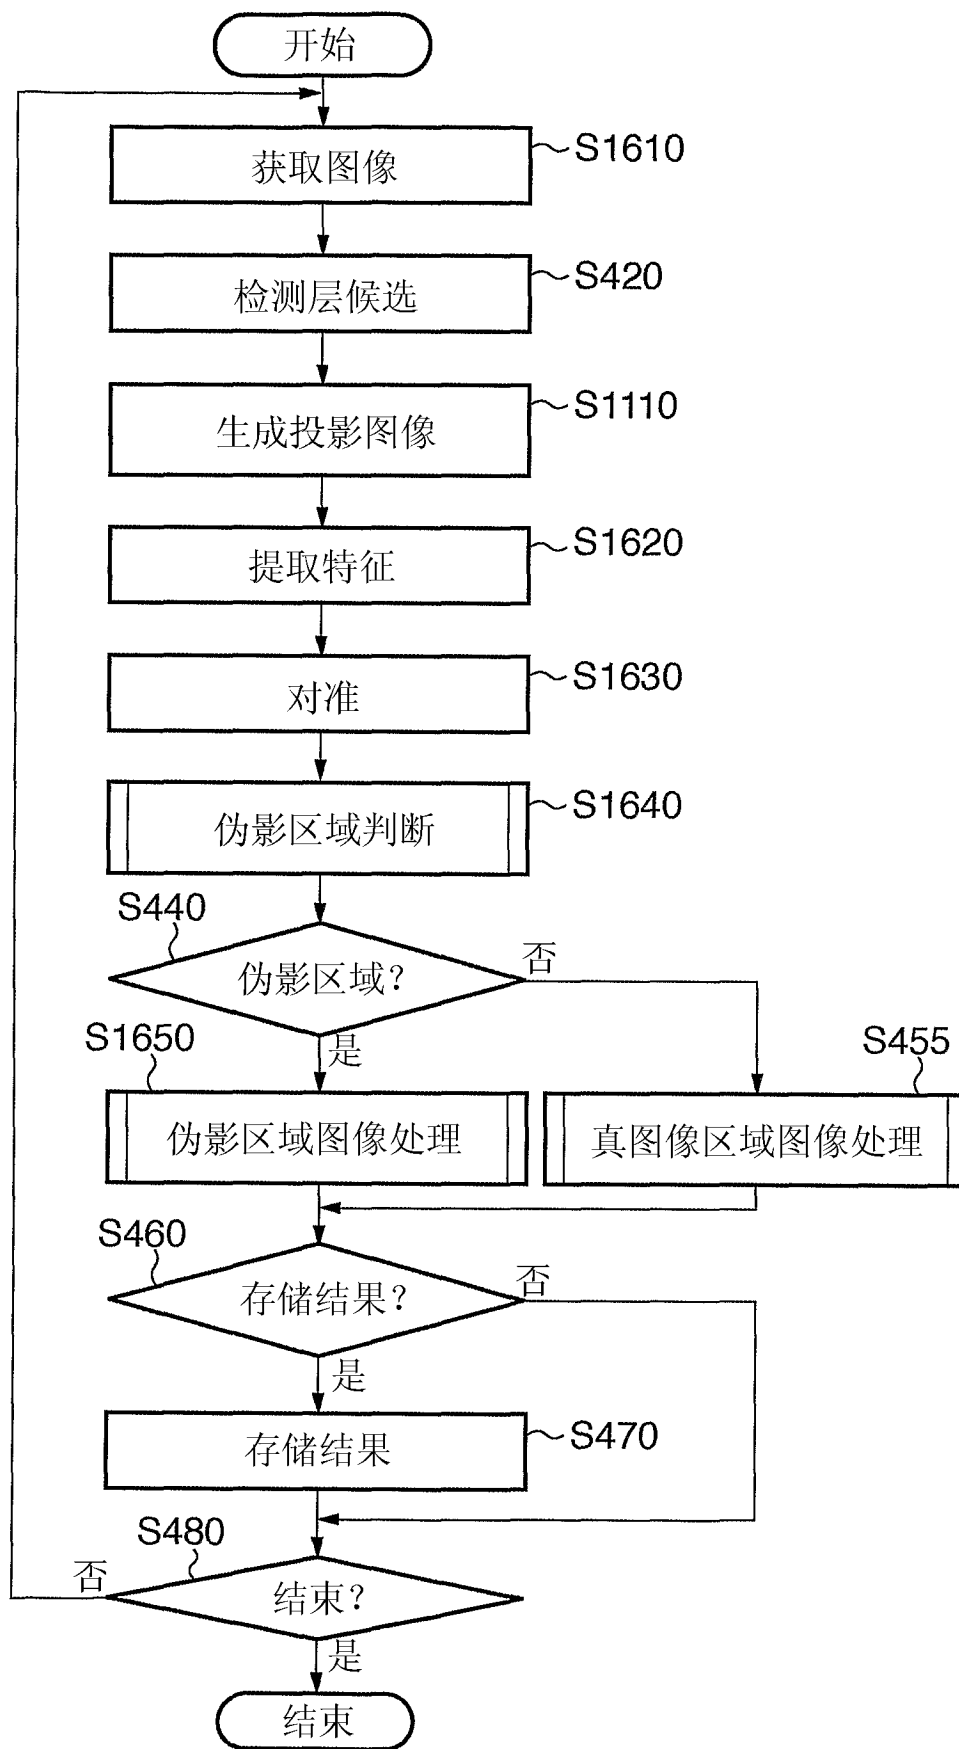 开始
获取图像
S1610
检测层候选
S420
生成投影图像
S1110
提取特征
S1620
对准
S1630
伪影区域判断
S1640
S440
伪影区域？
否
是
S1650
S455
伪影区域图像处理
真图像区域图像处理
S460
存储结果？
否
是
存储结果
S470
S480
否
结束？
是
结束